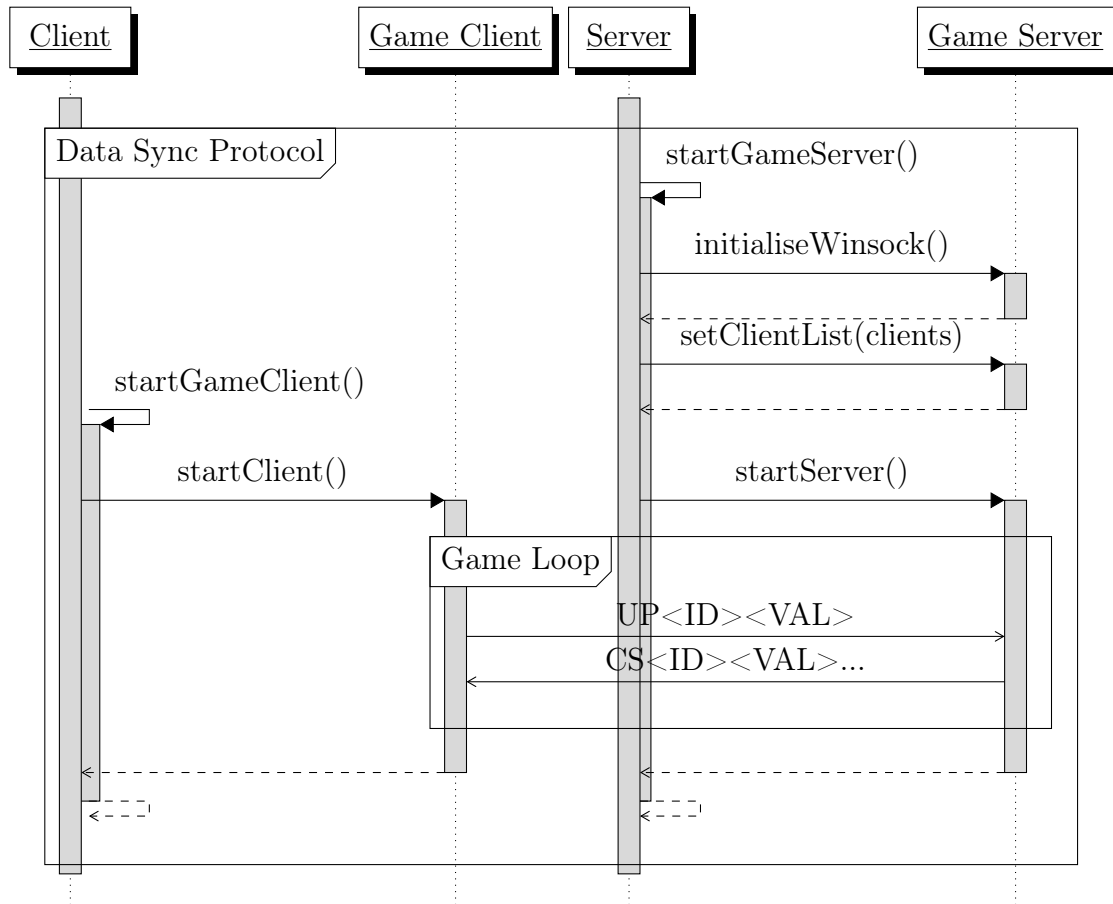 Client
Game Client
Server
Game Server
Data Sync Protocol
startGameServer()
initialiseWinsock()
setClientList(clients)
startGameClient()
startClient()
startServer()
Game Loop
UP<ID><VAL>
CS<ID><VAL>...